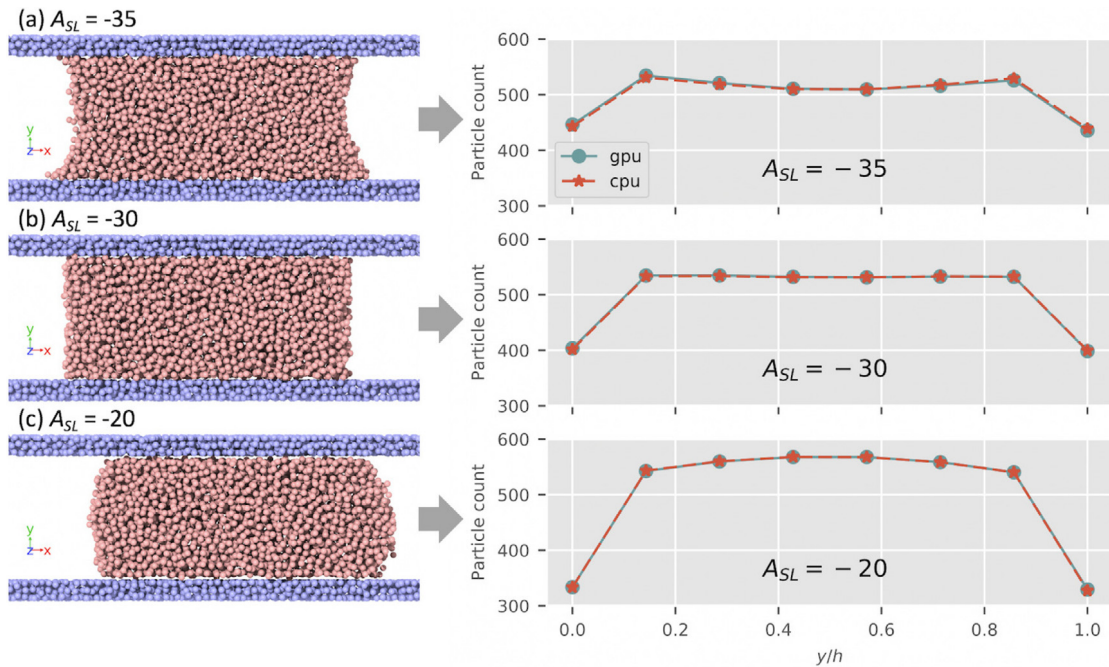 (a) A_SL = -35
y
z x
600
500
400
300
Particle count
gpu
cpu
A_SL = −35
(b) A_SL = -30
y
z x
600
500
400
300
Particle count
A_SL = −30
(c) A_SL = -20
y
z x
600
500
400
300
Particle count
A_SL = −20
0.0 0.2 0.4 0.6 0.8 1.0
y/h